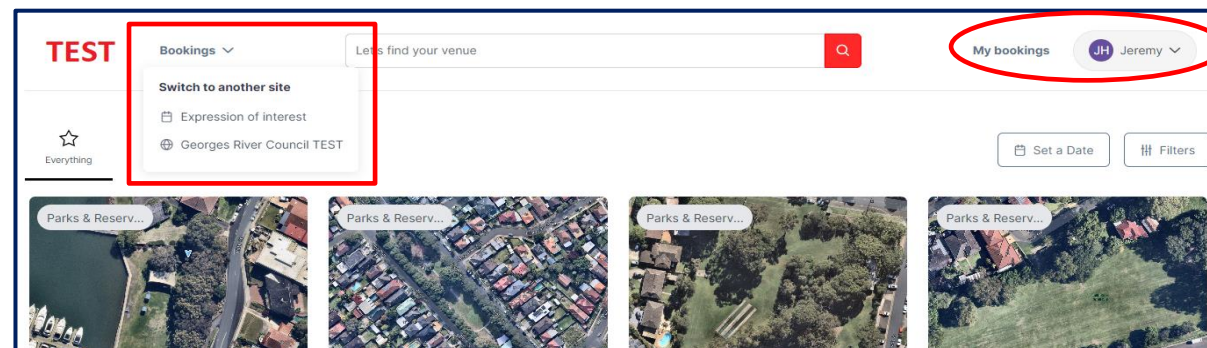 TEST
Bookings
Let's find your venue
My bookings
JH Jeremy
Switch to another site
Expression of interest
Georges River Council TEST
Everything
Set a Date
Filters
Parks & Reserv...
Parks & Reserv...
Parks & Reserv...
Parks & Reserv...